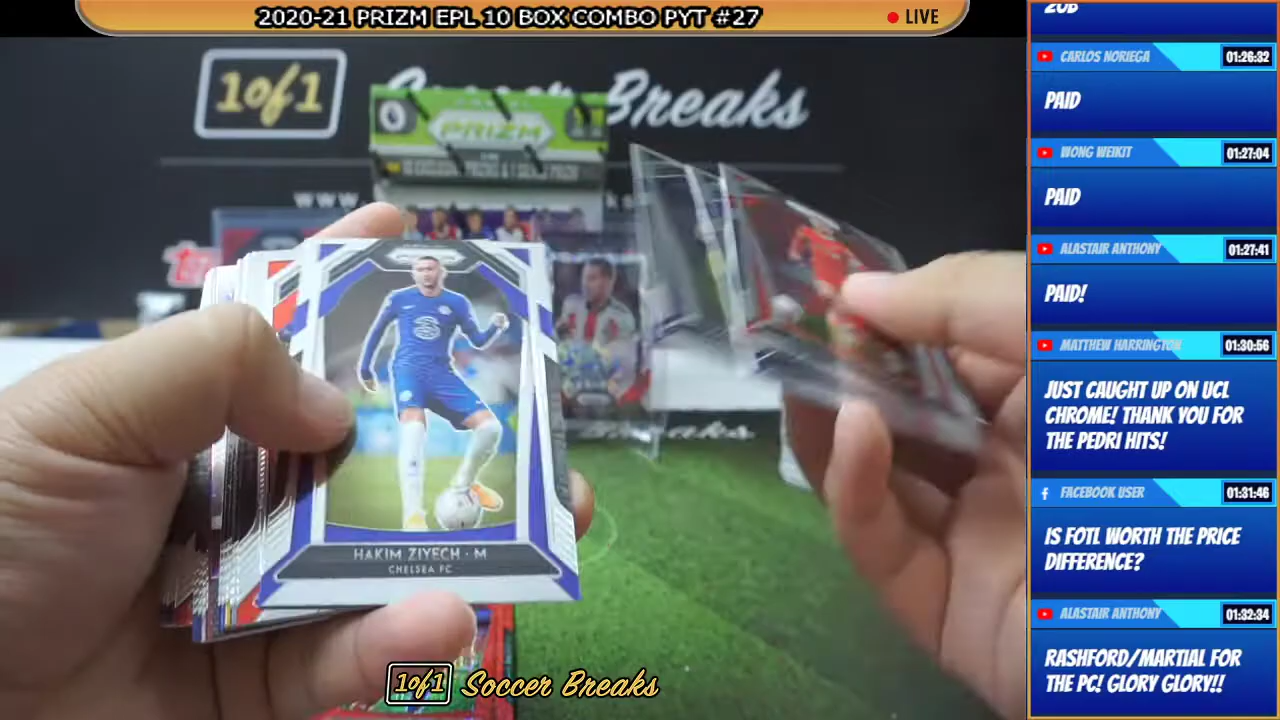 2020-21 PRIZM EPL 10 BOX COMBO PYT #27
LIVE
1of1
Soccer Breaks
PRIZM
WWW
HAKIM ZIYECH · M
CHELSEA FC
1of1 Soccer Breaks
20B
CARLOS NORIEGA
01:26:32
PAID
WONG WEIKIT
01:27:04
PAID
ALASTAIR ANTHONY
01:27:41
PAID!
MATTHEW HARRINGTON
01:30:56
JUST CAUGHT UP ON UCL
CHROME! THANK YOU FOR
THE PEDRI HITS!
FACEBOOK USER
01:31:46
IS FOTL WORTH THE PRICE
DIFFERENCE?
ALASTAIR ANTHONY
01:32:34
RASHFORD/MARTIAL FOR
THE PC! GLORY GLORY!!